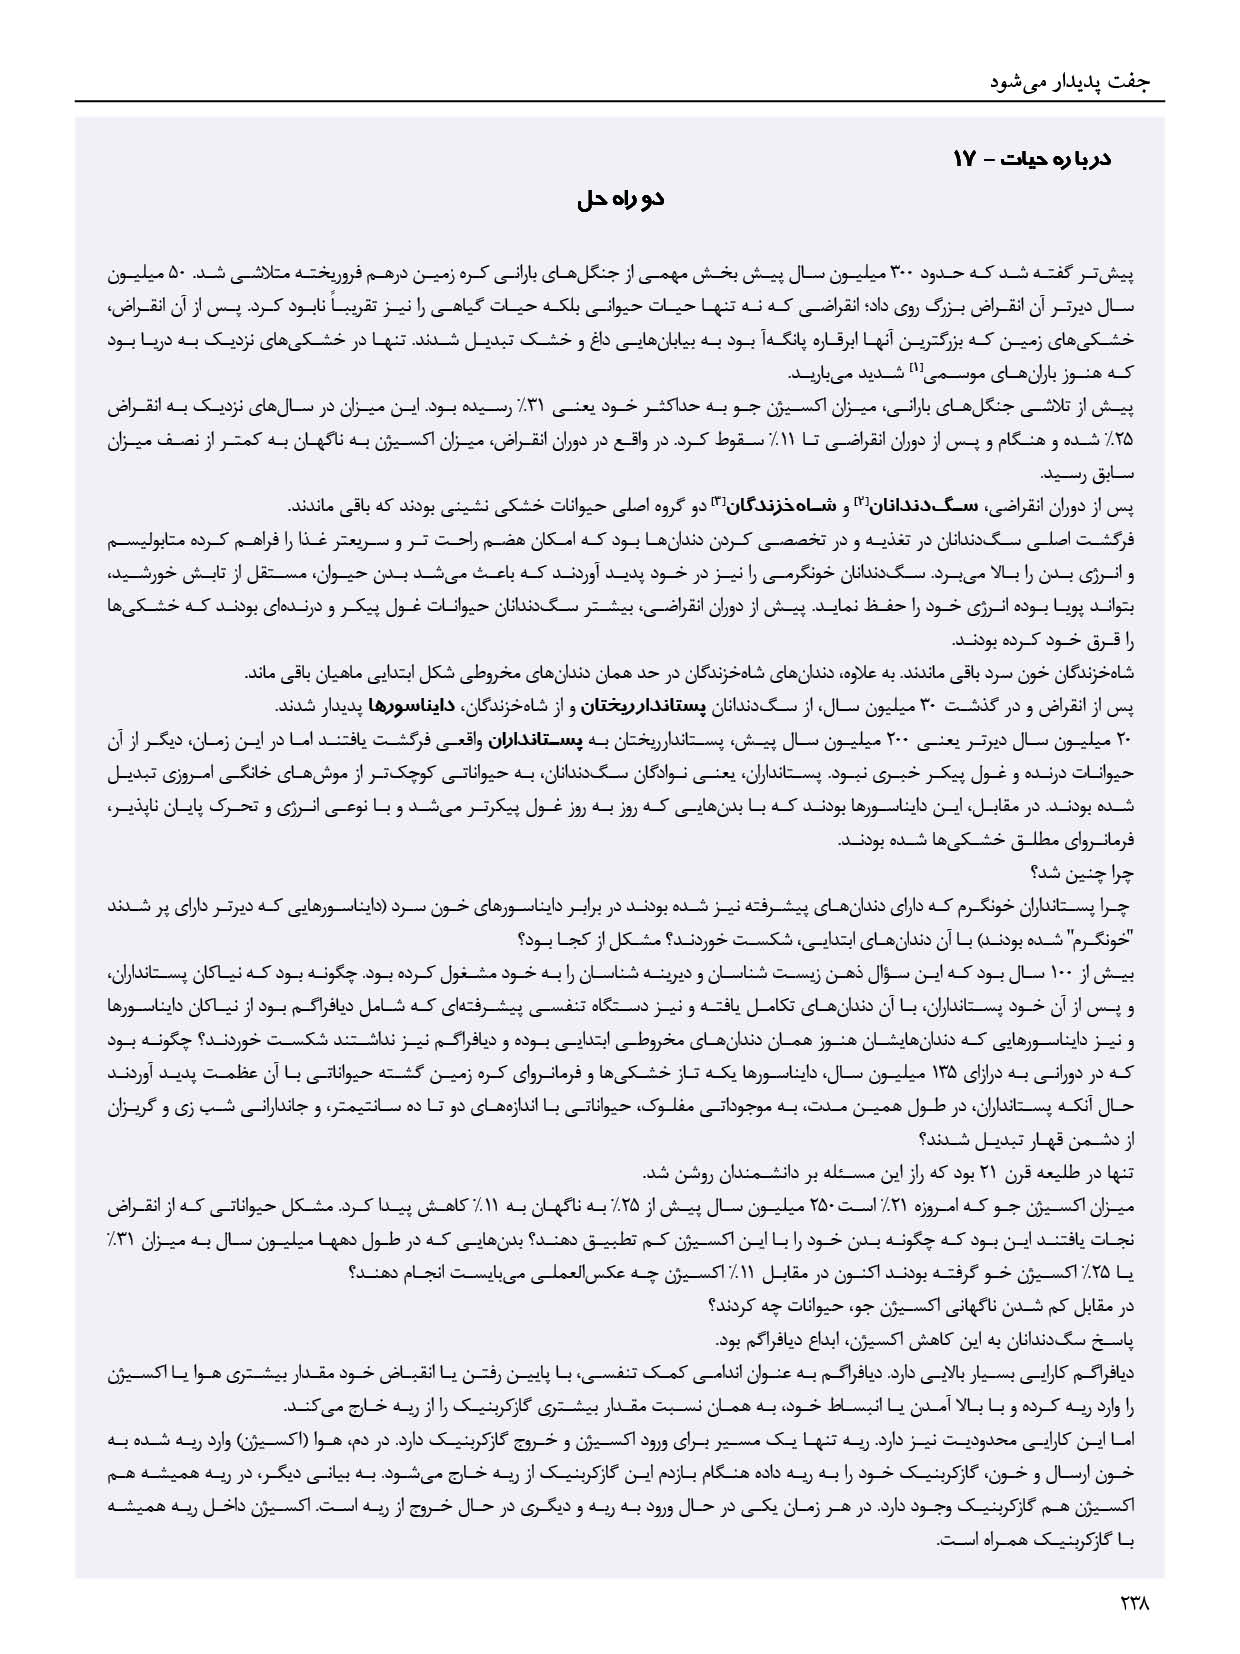 جفت پدیدار می‌شود
درباره حیات - ۱۷
دو راه حل
پیش‌تر گفته شد که حدود ۳۰۰ میلیون سال پیش بخش مهمی از جنگل‌های بارانی کره زمین درهم فروریخته متلاشی شد. ۵۰ میلیون
سال دیرتر آن انقراض بزرگ روی داد؛ انقراضی که نه تنها حیات حیوانی بلکه حیات گیاهی را نیز تقریباً نابود کرد. پس از آن انقراض،
خشکی‌های زمین که بزرگترین آنها ابرقاره پانگه‌آ بود به بیابان‌هایی داغ و خشک تبدیل شدند. تنها در خشکی‌های نزدیک به دریا بود
که هنوز باران‌های موسمی[۱] شدید می‌بارید.
پیش از تلاشی جنگل‌های بارانی، میزان اکسیژن جو به حداکثر خود یعنی ۳۱٪ رسیده بود. این میزان در سال‌های نزدیک به انقراض
۲۵٪ شده و هنگام و پس از دوران انقراضی تا ۱۱٪ سقوط کرد. در واقع در دوران انقراض، میزان اکسیژن به ناگهان به کمتر از نصف میزان
سابق رسید.
پس از دوران انقراضی، سگ‌دندانان[۲] و شاه‌خزندگان[۳] دو گروه اصلی حیوانات خشکی نشینی بودند که باقی ماندند.
فرگشت اصلی سگ‌دندانان در تغذیه و در تخصصی کردن دندان‌ها بود که امکان هضم راحت تر و سریعتر غذا را فراهم کرده متابولیسم
و انرژی بدن را بالا می‌برد. سگ‌دندانان خونگرمی را نیز در خود پدید آوردند که باعث می‌شد بدن حیوان، مستقل از تابش خورشید،
بتواند پویا بوده انرژی خود را حفظ نماید. پیش از دوران انقراضی، بیشتر سگ‌دندانان حیوانات غول پیکر و درنده‌ای بودند که خشکی‌ها
را قرق خود کرده بودند.
شاه‌خزندگان خون سرد باقی ماندند. به علاوه، دندان‌های شاه‌خزندگان در حد همان دندان‌های مخروطی شکل ابتدایی ماهیان باقی ماند.
پس از انقراض و در گذشت ۳۰ میلیون سال، از سگ‌دندانان پستاندارریختان و از شاه‌خزندگان، دایناسورها پدیدار شدند.
۲۰ میلیون سال دیرتر یعنی ۲۰۰ میلیون سال پیش، پستاندارریختان به پستانداران واقعی فرگشت یافتند اما در این زمان، دیگر از آن
حیوانات درنده و غول پیکر خبری نبود. پستانداران، یعنی نوادگان سگ‌دندانان، به حیواناتی کوچک‌تر از موش‌های خانگی امروزی تبدیل
شده بودند. در مقابل، این دایناسورها بودند که با بدن‌هایی که روز به روز غول پیکرتر می‌شد و با نوعی انرژی و تحرک پایان ناپذیر،
فرمانروای مطلق خشکی‌ها شده بودند.
چرا چنین شد؟
چرا پستانداران خونگرم که دارای دندان‌های پیشرفته نیز شده بودند در برابر دایناسورهای خون سرد (دایناسورهایی که دیرتر دارای پر شدند
"خونگرم" شده بودند) با آن دندان‌های ابتدایی، شکست خوردند؟ مشکل از کجا بود؟
بیش از ۱۰۰ سال بود که این سؤال ذهن زیست شناسان و دیرینه شناسان را به خود مشغول کرده بود. چگونه بود که نیاکان پستانداران،
و پس از آن خود پستانداران، با آن دندان‌های تکامل یافته و نیز دستگاه تنفسی پیشرفته‌ای که شامل دیافراگم بود از نیاکان دایناسورها
و نیز دایناسورهایی که دندان‌هایشان هنوز همان دندان‌های مخروطی ابتدایی بوده و دیافراگم نیز نداشتند شکست خوردند؟ چگونه بود
که در دورانی به درازای ۱۳۵ میلیون سال، دایناسورها یکه تاز خشکی‌ها و فرمانروای کره زمین گشته حیواناتی با آن عظمت پدید آوردند
حال آنکه پستانداران، در طول همین مدت، به موجوداتی مفلوک، حیواناتی با اندازه‌های دو تا ده سانتیمتر، و جاندارانی شب زی و گریزان
از دشمن قهار تبدیل شدند؟
تنها در طلیعه قرن ۲۱ بود که راز این مسئله بر دانشمندان روشن شد.
میزان اکسیژن جو که امروزه ۲۱٪ است۲۵۰ میلیون سال پیش از ۲۵٪ به ناگهان به ۱۱٪ کاهش پیدا کرد. مشکل حیواناتی که از انقراض
نجات یافتند این بود که چگونه بدن خود را با این اکسیژن کم تطبیق دهند؟ بدن‌هایی که در طول دهها میلیون سال به میزان ۳۱٪
یا ۲۵٪ اکسیژن خو گرفته بودند اکنون در مقابل ۱۱٪ اکسیژن چه عکس‌العملی می‌بایست انجام دهند؟
در مقابل کم شدن ناگهانی اکسیژن جو، حیوانات چه کردند؟
پاسخ سگ‌دندانان به این کاهش اکسیژن، ابداع دیافراگم بود.
دیافراگم کارایی بسیار بالایی دارد. دیافراگم به عنوان اندامی کمک تنفسی، با پایین رفتن یا انقباض خود مقدار بیشتری هوا یا اکسیژن
را وارد ریه کرده و با بالا آمدن یا انبساط خود، به همان نسبت مقدار بیشتری گازکربنیک را از ریه خارج می‌کند.
اما این کارایی محدودیت نیز دارد. ریه تنها یک مسیر برای ورود اکسیژن و خروج گازکربنیک دارد. در دم، هوا (اکسیژن) وارد ریه شده به
خون ارسال و خون، گازکربنیک خود را به ریه داده هنگام بازدم این گازکربنیک از ریه خارج می‌شود. به بیانی دیگر، در ریه همیشه هم
اکسیژن هم گازکربنیک وجود دارد. در هر زمان یکی در حال ورود به ریه و دیگری در حال خروج از ریه است. اکسیژن داخل ریه همیشه
با گازکربنیک همراه است.
۲۳۸